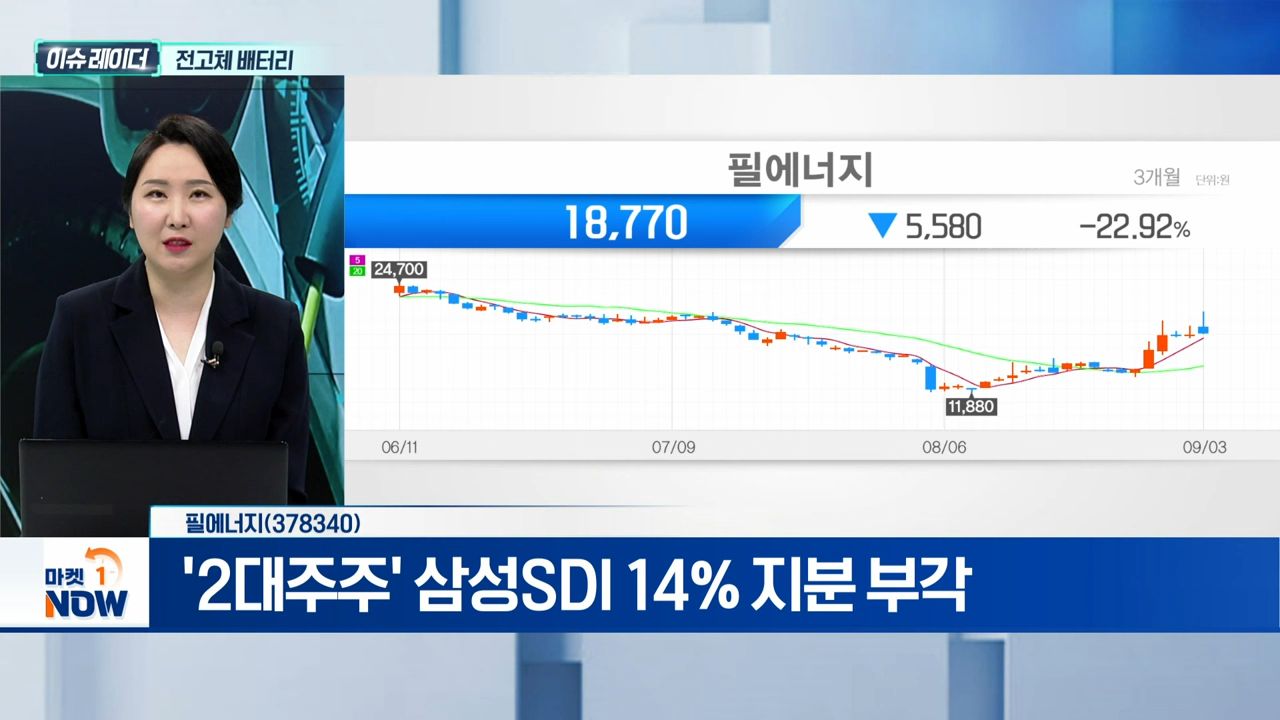 이슈 레이더 전고체 배터리
필에너지
3개월 단위:원
18,770 ▼ 5,580 -22.92%
5
20
24,700
11,880
06/11 07/09 08/06 09/03
필에너지(378340)
마켓 1
NOW
'2대주주' 삼성SDI 14% 지분 부각